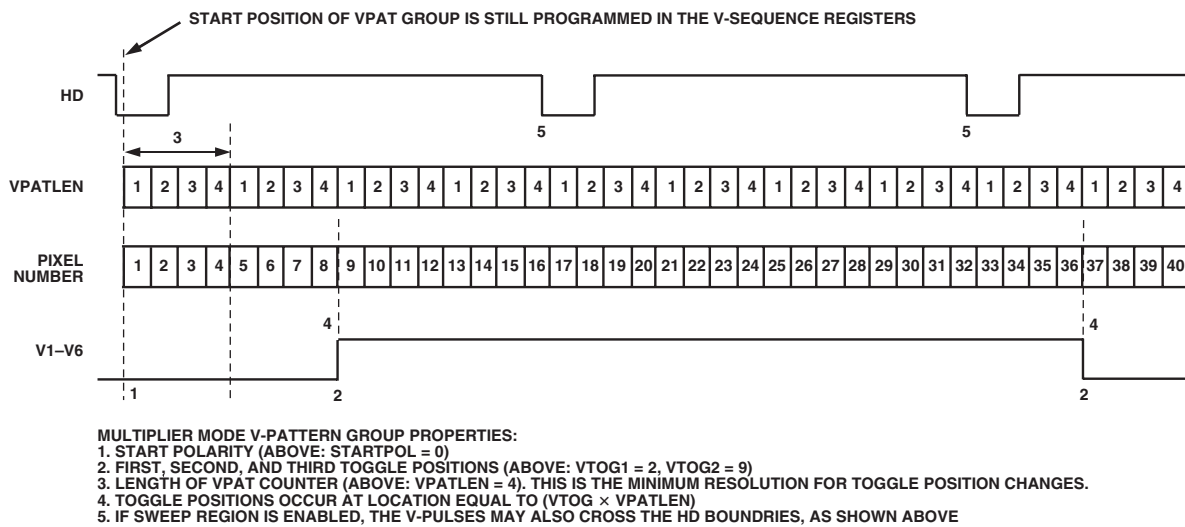 START POSITION OF VPAT GROUP IS STILL PROGRAMMED IN THE V-SEQUENCE REGISTERS
HD
3
5
5
VPATLEN
1 2 3 4 1 2 3 4 1 2 3 4 1 2 3 4 1 2 3 4 1 2 3 4 1 2 3 4 1 2 3 4 1 2 3 4 1 2 3 4
PIXEL
NUMBER
1 2 3 4 5 6 7 8 9 10 11 12 13 14 15 16 17 18 19 20 21 22 23 24 25 26 27 28 29 30 31 32 33 34 35 36 37 38 39 40
4
4
V1–V6
1
2
2
MULTIPLIER MODE V-PATTERN GROUP PROPERTIES:
1. START POLARITY (ABOVE: STARTPOL = 0)
2. FIRST, SECOND, AND THIRD TOGGLE POSITIONS (ABOVE: VTOG1 = 2, VTOG2 = 9)
3. LENGTH OF VPAT COUNTER (ABOVE: VPATLEN = 4). THIS IS THE MINIMUM RESOLUTION FOR TOGGLE POSITION CHANGES.
4. TOGGLE POSITIONS OCCUR AT LOCATION EQUAL TO (VTOG × VPATLEN)
5. IF SWEEP REGION IS ENABLED, THE V-PULSES MAY ALSO CROSS THE HD BOUNDRIES, AS SHOWN ABOVE